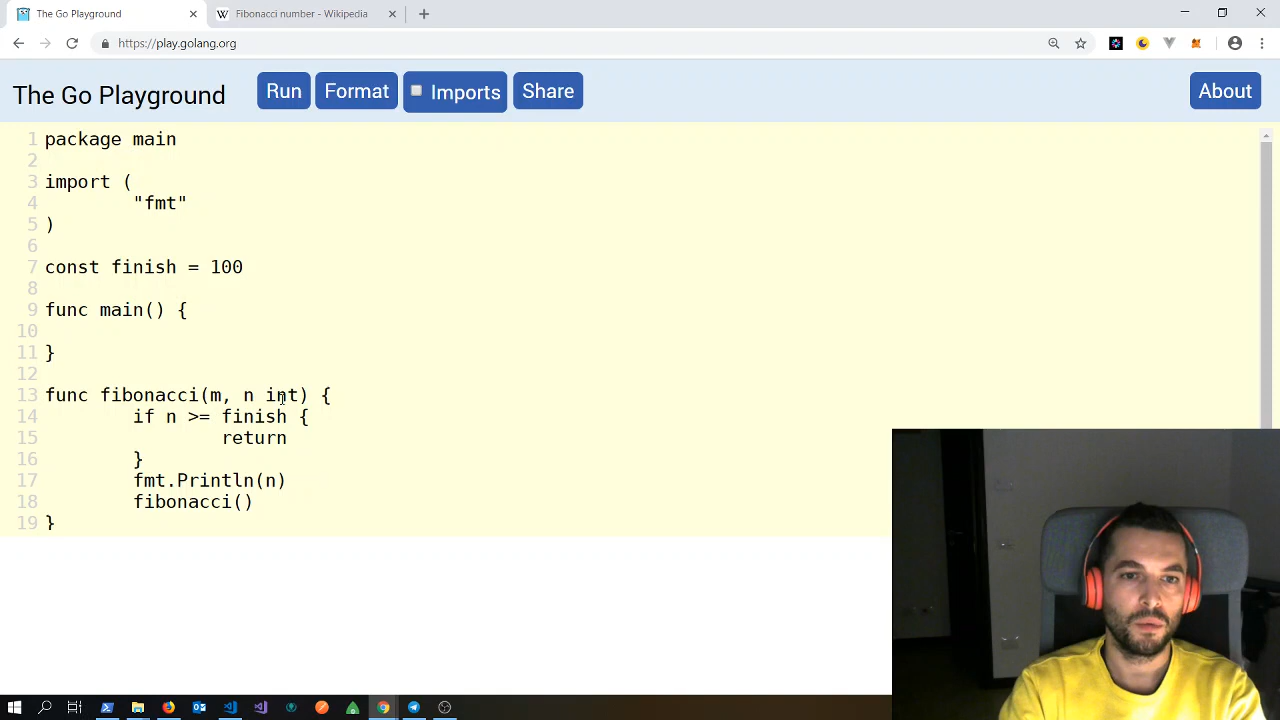 The Go Playground
Fibonacci number - Wikipedia
https://play.golang.org
The Go Playground
Run
Format
Imports
Share
About
1 package main
2
3 import (
4 "fmt"
5 )
6
7 const finish = 100
8
9 func main() {
10
11 }
12
13 func fibonacci(m, n int) {
14 if n >= finish {
15 return
16 }
17 fmt.Println(n)
18 fibonacci()
19 }